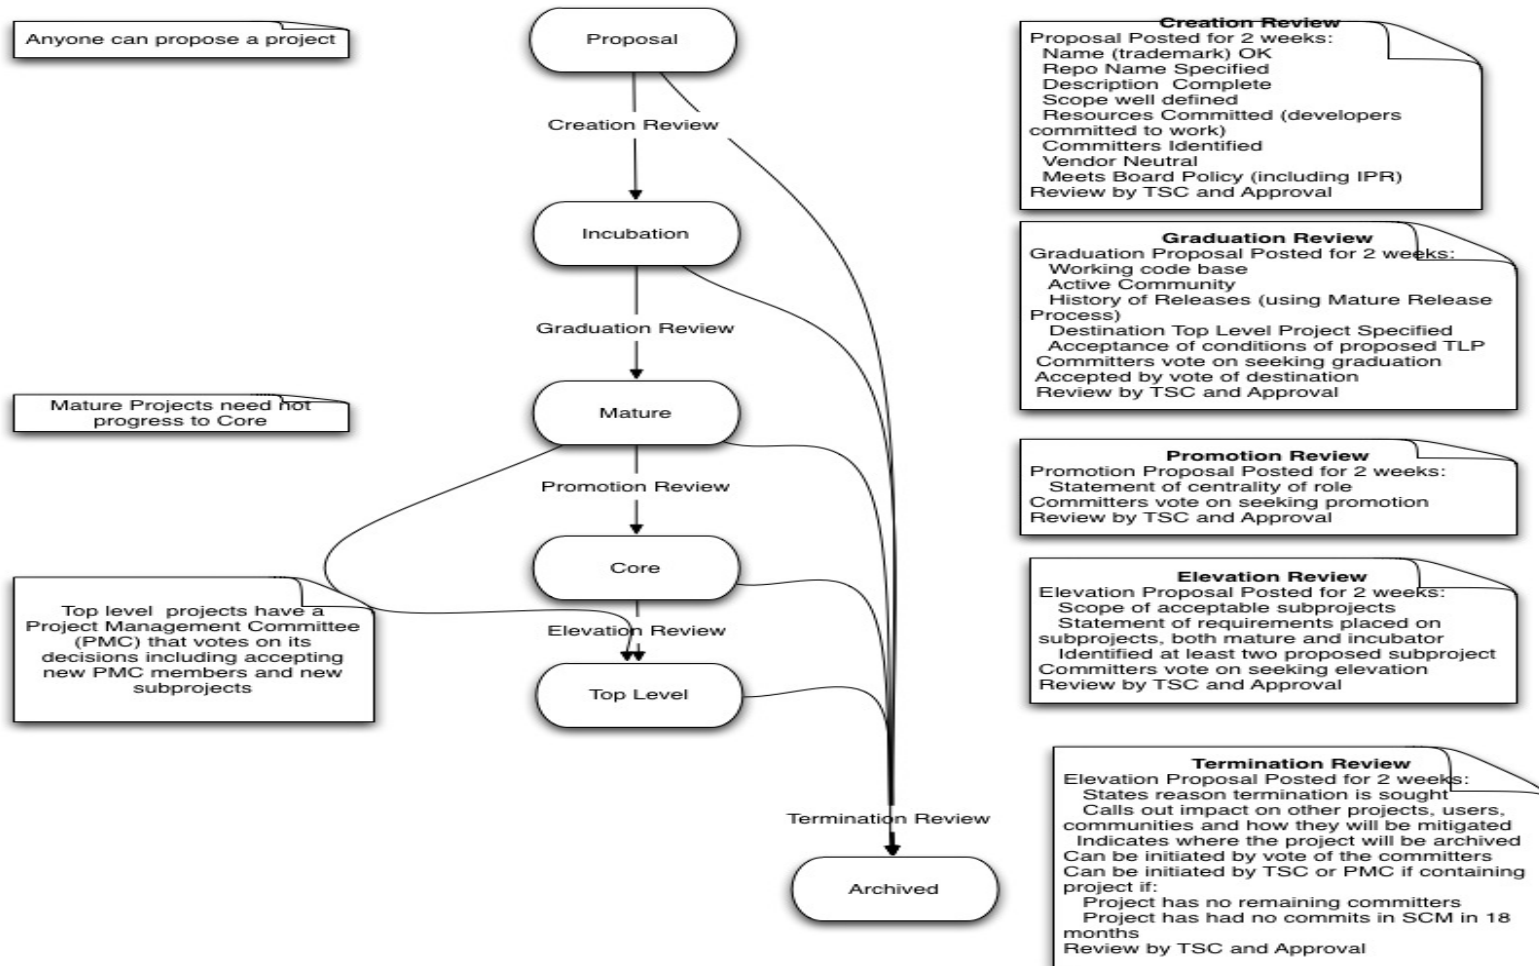 Anyone can propose a project
Proposal
Creation Review
Incubation
Graduation Review
Mature
Mature Projects need not
progress to Core
Promotion Review
Core
Top level projects have a
Project Management Committee
(PMC) that votes on its
decisions including accepting
new PMC members and new
subprojects
Elevation Review
Top Level
Termination Review
Archived
Creation Review
Proposal Posted for 2 weeks:
Name (trademark) OK
Repo Name Specified
Description Complete
Scope well defined
Resources Committed (developers
committed to work)
Committers Identified
Vendor Neutral
Meets Board Policy (including IPR)
Review by TSC and Approval
Graduation Review
Graduation Proposal Posted for 2 weeks:
Working code base
Active Community
History of Releases (using Mature Release
Process)
Destination Top Level Project Specified
Acceptance of conditions of proposed TLP
Committers vote on seeking graduation
Accepted by vote of destination
Review by TSC and Approval
Promotion Review
Promotion Proposal Posted for 2 weeks:
Statement of centrality of role
Committers vote on seeking promotion
Review by TSC and Approval
Elevation Review
Elevation Proposal Posted for 2 weeks:
Scope of acceptable subprojects
Statement of requirements placed on
subprojects, both mature and incubator
Identified at least two proposed subproject
Committers vote on seeking elevation
Review by TSC and Approval
Termination Review
Elevation Proposal Posted for 2 weeks:
States reason termination is sought
Calls out impact on other projects, users,
communities and how they will be mitigated
Indicates where the project will be archived
Can be initiated by vote of the committers
Can be initiated by TSC or PMC if containing
project if:
Project has no remaining committers
Project has had no commits in SCM in 18
months
Review by TSC and Approval